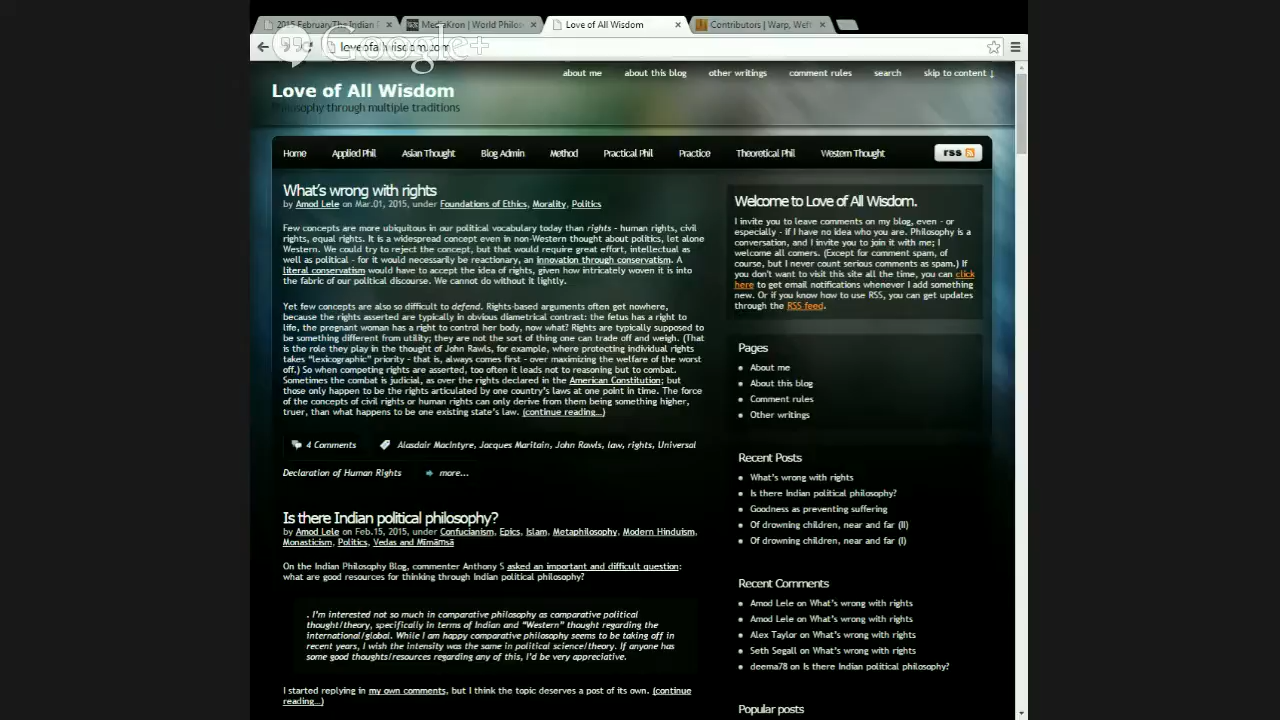 2015 February The Indian
MediaKron | World Philos
Love of All Wisdom
Contributors | Warp, Weft
Google+
loveofallwisdom.com
about me
about this blog
other writings
comment rules
search
skip to content ↓
Love of All Wisdom
Philosophy through multiple traditions
Home
Applied Phil
Asian Thought
Blog Admin
Method
Practical Phil
Practice
Theoretical Phil
Western Thought
rss
What's wrong with rights
by Amod Lele on Mar.01, 2015, under Foundations of Ethics, Morality, Politics
Few concepts are more ubiquitous in our political vocabulary today than rights - human rights, civil
rights, equal rights. It is a widespread concept even in non-Western thought about politics, let alone
Western. We could try to reject the concept, but that would require great effort, intellectual as
well as political - for it would necessarily be reactionary, an innovation through conservatism. A
literal conservatism would have to accept the idea of rights, given how intricately woven it is into
the fabric of our political discourse. We cannot do without it lightly.
Yet few concepts are also so difficult to defend. Rights-based arguments often get nowhere,
because the rights asserted are typically in obvious diametrical contrast: the fetus has a right to
life, the pregnant woman has a right to control her body, now what? Rights are typically supposed to
be something different from utility; they are not the sort of thing one can trade off and weigh. (That
is the role they play in the thought of John Rawls, for example, where protecting individual rights
takes "lexicographic" priority - that is, always comes first - over maximizing the welfare of the worst
off.) So when competing rights are asserted, too often it leads not to reasoning but to combat.
Sometimes the combat is judicial, as over the rights declared in the American Constitution; but
those only happen to be the rights articulated by one country's laws at one point in time. The force
of the concepts of civil rights or human rights can only derive from them being something higher,
truer, than what happens to be one existing state's law. (continue reading...)
4 Comments
Alasdair MacIntyre, Jacques Maritain, John Rawls, law, rights, Universal
Declaration of Human Rights
more...
Is there Indian political philosophy?
by Amod Lele on Feb.15, 2015, under Confucianism, Epics, Islam, Metaphilosophy, Modern Hinduism,
Monasticism, Politics, Vedas and Mīmāṃsā
On the Indian Philosophy Blog, commenter Anthony S asked an important and difficult question:
what are good resources for thinking through Indian political philosophy?
. I'm interested not so much in comparative philosophy as comparative political
thought/theory, specifically in terms of Indian and "Western" thought regarding the
international/global. While I am happy comparative philosophy seems to be taking off in
recent years, I wish the intensity was the same in political science/theory. If anyone has
some good thoughts/resources regarding any of this, I'd be very appreciative.
I started replying in my own comments, but I think the topic deserves a post of its own. (continue
reading...)
Welcome to Love of All Wisdom.
I invite you to leave comments on my blog, even - or
especially - if I have no idea who you are. Philosophy is a
conversation, and I invite you to join it with me; I
welcome all comers. (Except for comment spam, of
course, but I never count serious comments as spam.) If
you don't want to visit this site all the time, you can click
here to get email notifications whenever I add something
new. Or if you know how to use RSS, you can get updates
through the RSS feed.
Pages
About me
About this blog
Comment rules
Other writings
Recent Posts
What's wrong with rights
Is there Indian political philosophy?
Goodness as preventing suffering
Of drowning children, near and far (II)
Of drowning children, near and far (I)
Recent Comments
Amod Lele on What's wrong with rights
Amod Lele on What's wrong with rights
Alex Taylor on What's wrong with rights
Seth Segall on What's wrong with rights
deema78 on Is there Indian political philosophy?
Popular posts